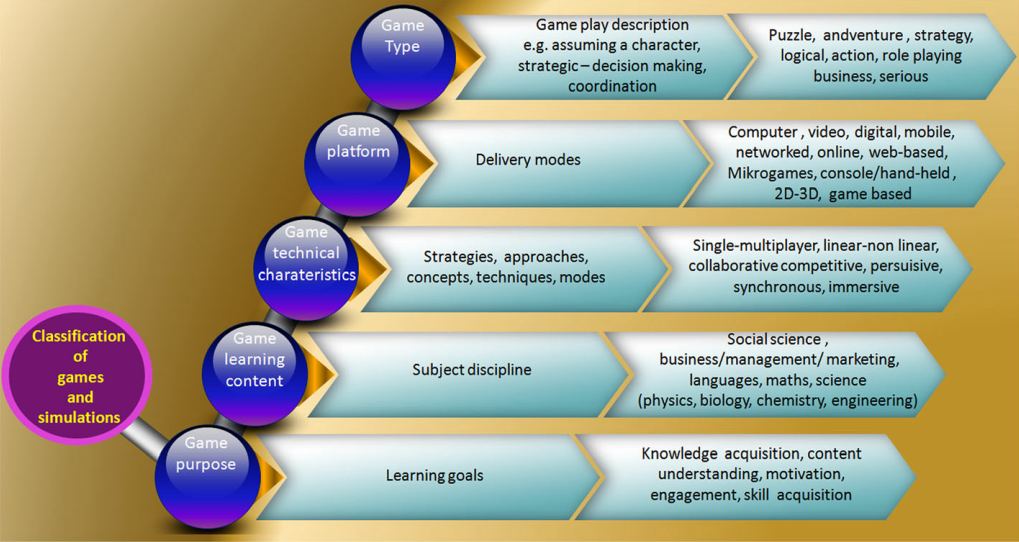 Game
Type
Game play description
e.g. assuming a character,
strategic – decision making,
coordination
Puzzle, andventure , strategy,
logical, action, role playing
business, serious
Game
platform
Delivery modes
Computer , video, digital, mobile,
networked, online, web-based,
Mikrogames, console/hand-held ,
2D-3D, game based
Game
technical
charateristics
Strategies, approaches,
concepts, techniques, modes
Single-multiplayer, linear-non linear,
collaborative competitive, persuisive,
synchronous, immersive
Classification
of
games
and
simulations
Game
learning
content
Subject discipline
Social science ,
business/management/ marketing,
languages, maths, science
(physics, biology, chemistry, engineering)
Game
purpose
Learning goals
Knowledge acquisition, content
understanding, motivation,
engagement, skill acquisition